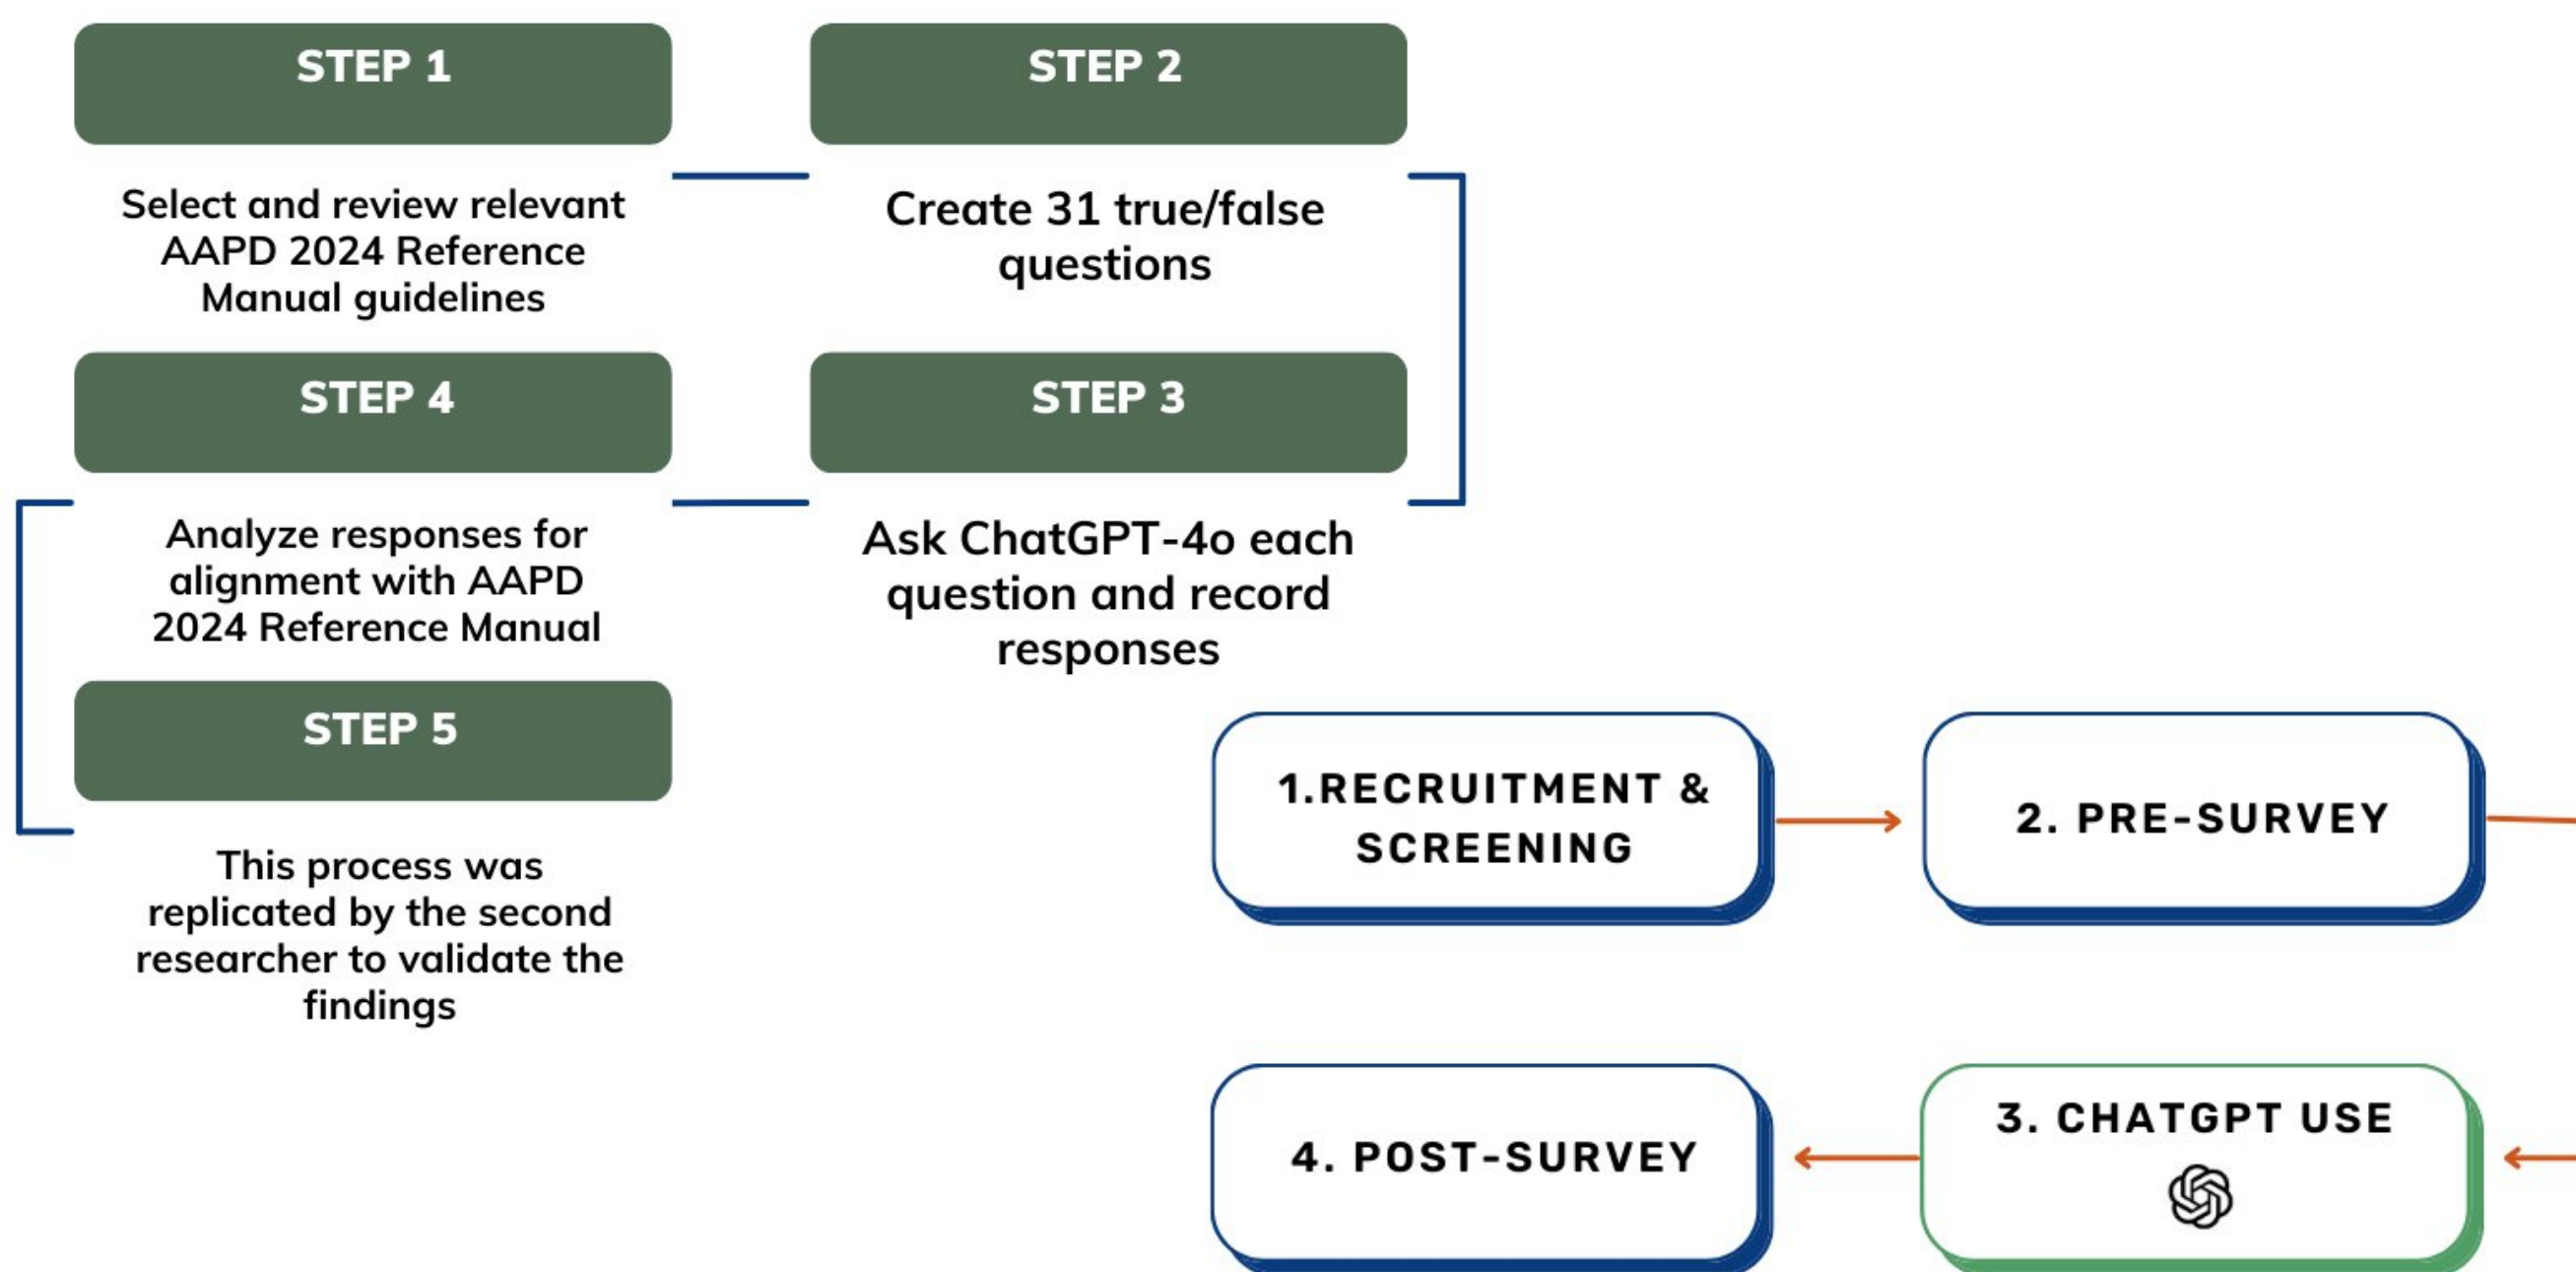 STEP 1
Select and review relevant
AAPD 2024 Reference
Manual guidelines
STEP 2
Create 31 true/false
questions
STEP 3
Ask ChatGPT-4o each
question and record
responses
STEP 4
Analyze responses for
alignment with AAPD
2024 Reference Manual
STEP 5
This process was
replicated by the second
researcher to validate the
findings
1.RECRUITMENT &
SCREENING
2. PRE-SURVEY
3. CHATGPT USE
4. POST-SURVEY